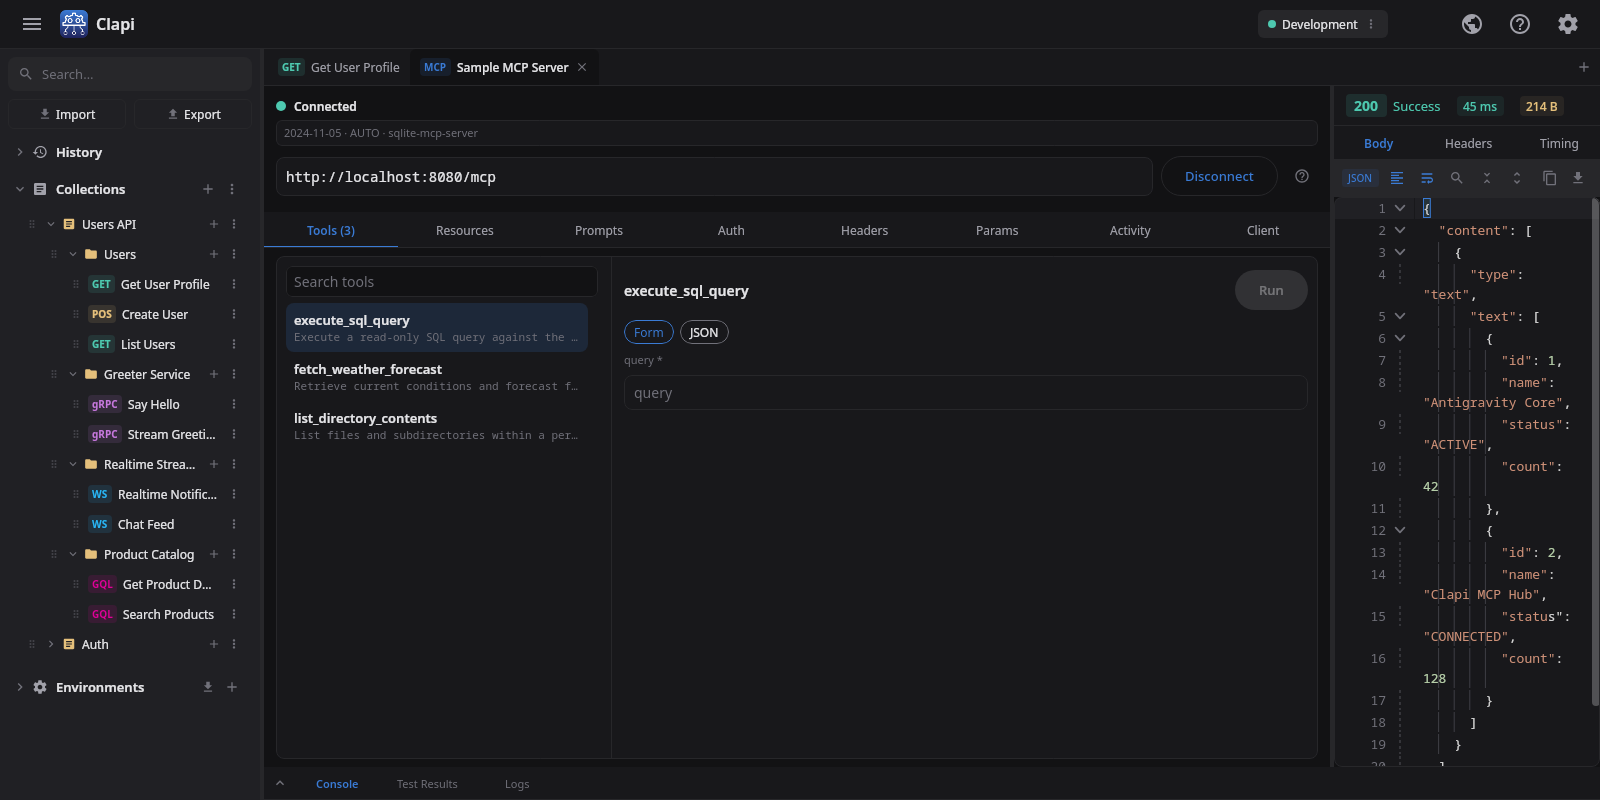 Clapi
Development
Search...
Import
Export
History
Collections
Users API
Users
GET Get User Profile
POS Create User
GET List Users
Greeter Service
gRPC Say Hello
gRPC Stream Greeti...
Realtime Strea...
WS Realtime Notific...
WS Chat Feed
Product Catalog
GQL Get Product D...
GQL Search Products
Auth
Environments
GET Get User Profile
MCP Sample MCP Server
Connected
2024-11-05 · AUTO · sqlite-mcp-server
http://localhost:8080/mcp
Disconnect
Tools (3)
Resources
Prompts
Auth
Headers
Params
Activity
Client
Search tools
execute_sql_query
Execute a read-only SQL query against the …
fetch_weather_forecast
Retrieve current conditions and forecast f…
list_directory_contents
List files and subdirectories within a per…
execute_sql_query
Run
Form
JSON
query *
query
Console
Test Results
Logs
200 Success 45 ms 214 B
Body
Headers
Timing
JSON
1 {
2 "content": [
3 {
4 "type":
"text",
5 "text": [
6 {
7 "id": 1,
8 "name":
"Antigravity Core",
9 "status":
"ACTIVE",
10 "count":
42
11 },
12 {
13 "id": 2,
14 "name":
"Clapi MCP Hub",
15 "status":
"CONNECTED",
16 "count":
128
17 }
18 ]
19 }
20 ]